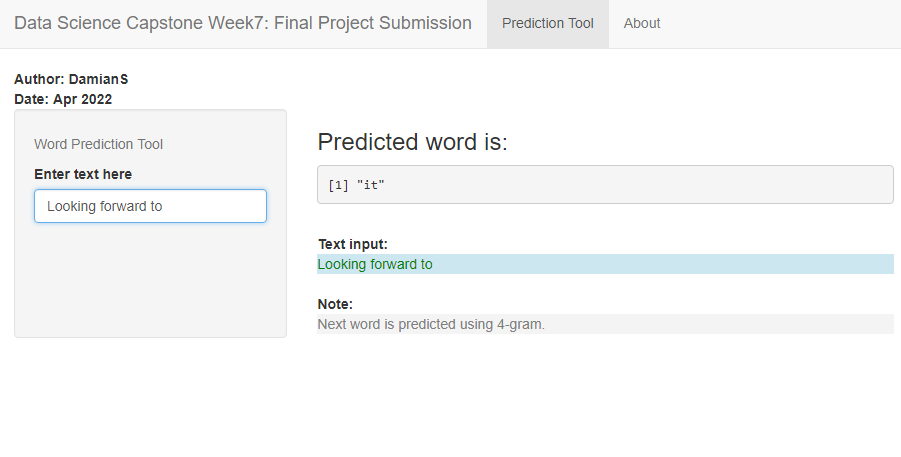 Data Science Capstone Week7: Final Project Submission Prediction Tool About
Author: DamianS
Date: Apr 2022
Word Prediction Tool
Enter text here
Looking forward to
Predicted word is:
[1] "it"
Text input:
Looking forward to
Note:
Next word is predicted using 4-gram.